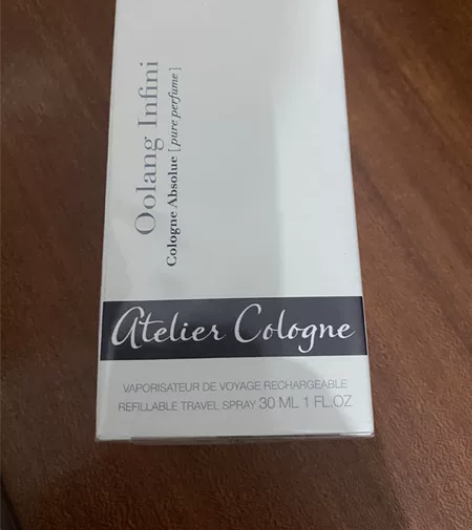 Oolang Infini
Cologne Absolue [pure perfume]
Atelier Cologne
VAPORISATEUR DE VOYAGE RECHARGEABLE
REFILLABLE TRAVEL SPRAY 30 ML 1 FL.OZ